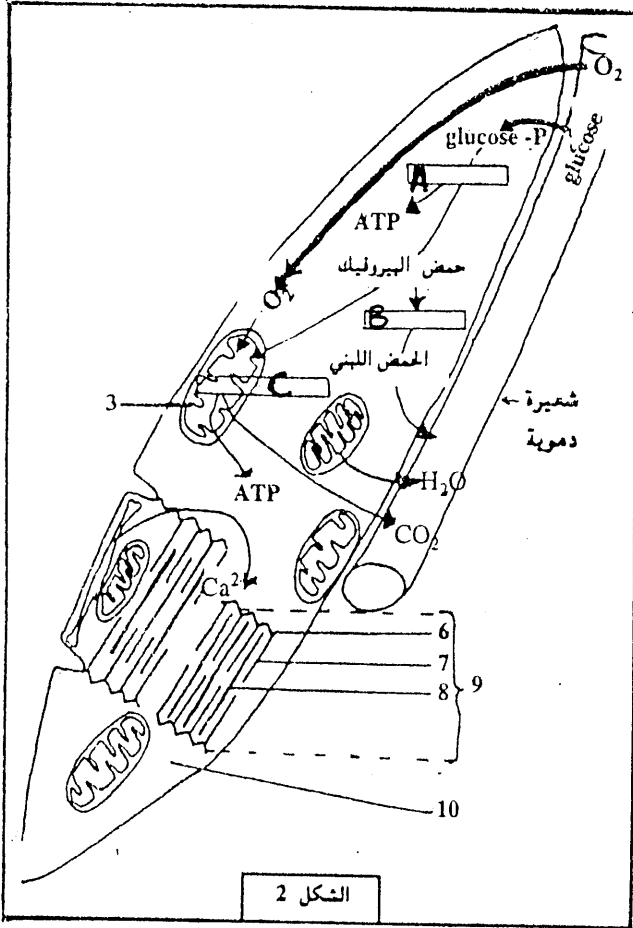 O₂
glucose
glucose -P
A
ATP
حمض البيروفيك
O₂
B
الحمض اللبني
C
3
شعيرة
دموية
ATP
H₂O
CO₂
Ca²⁺
6
7
8
9
10
الشكل 2